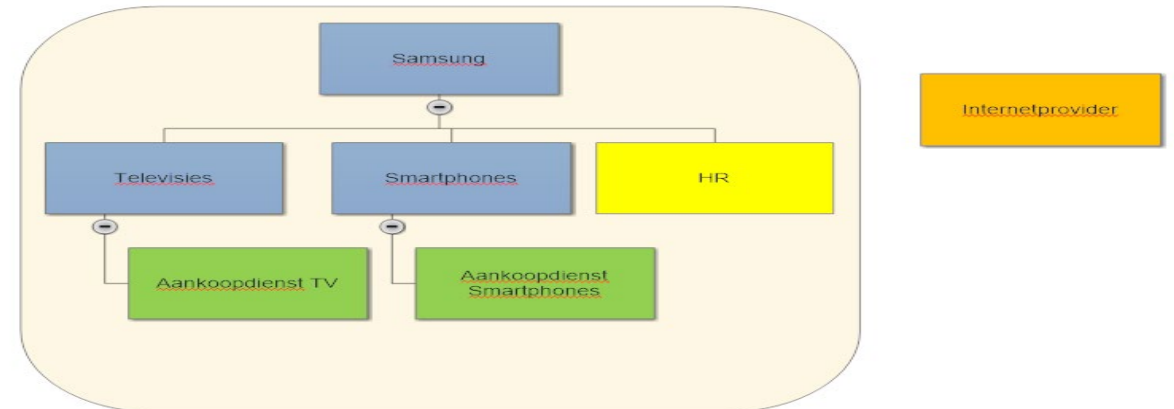 Samsung
Internetprovider
Televisies
Smartphones
HR
Aankoopdienst TV
Aankoopdienst
Smartphones